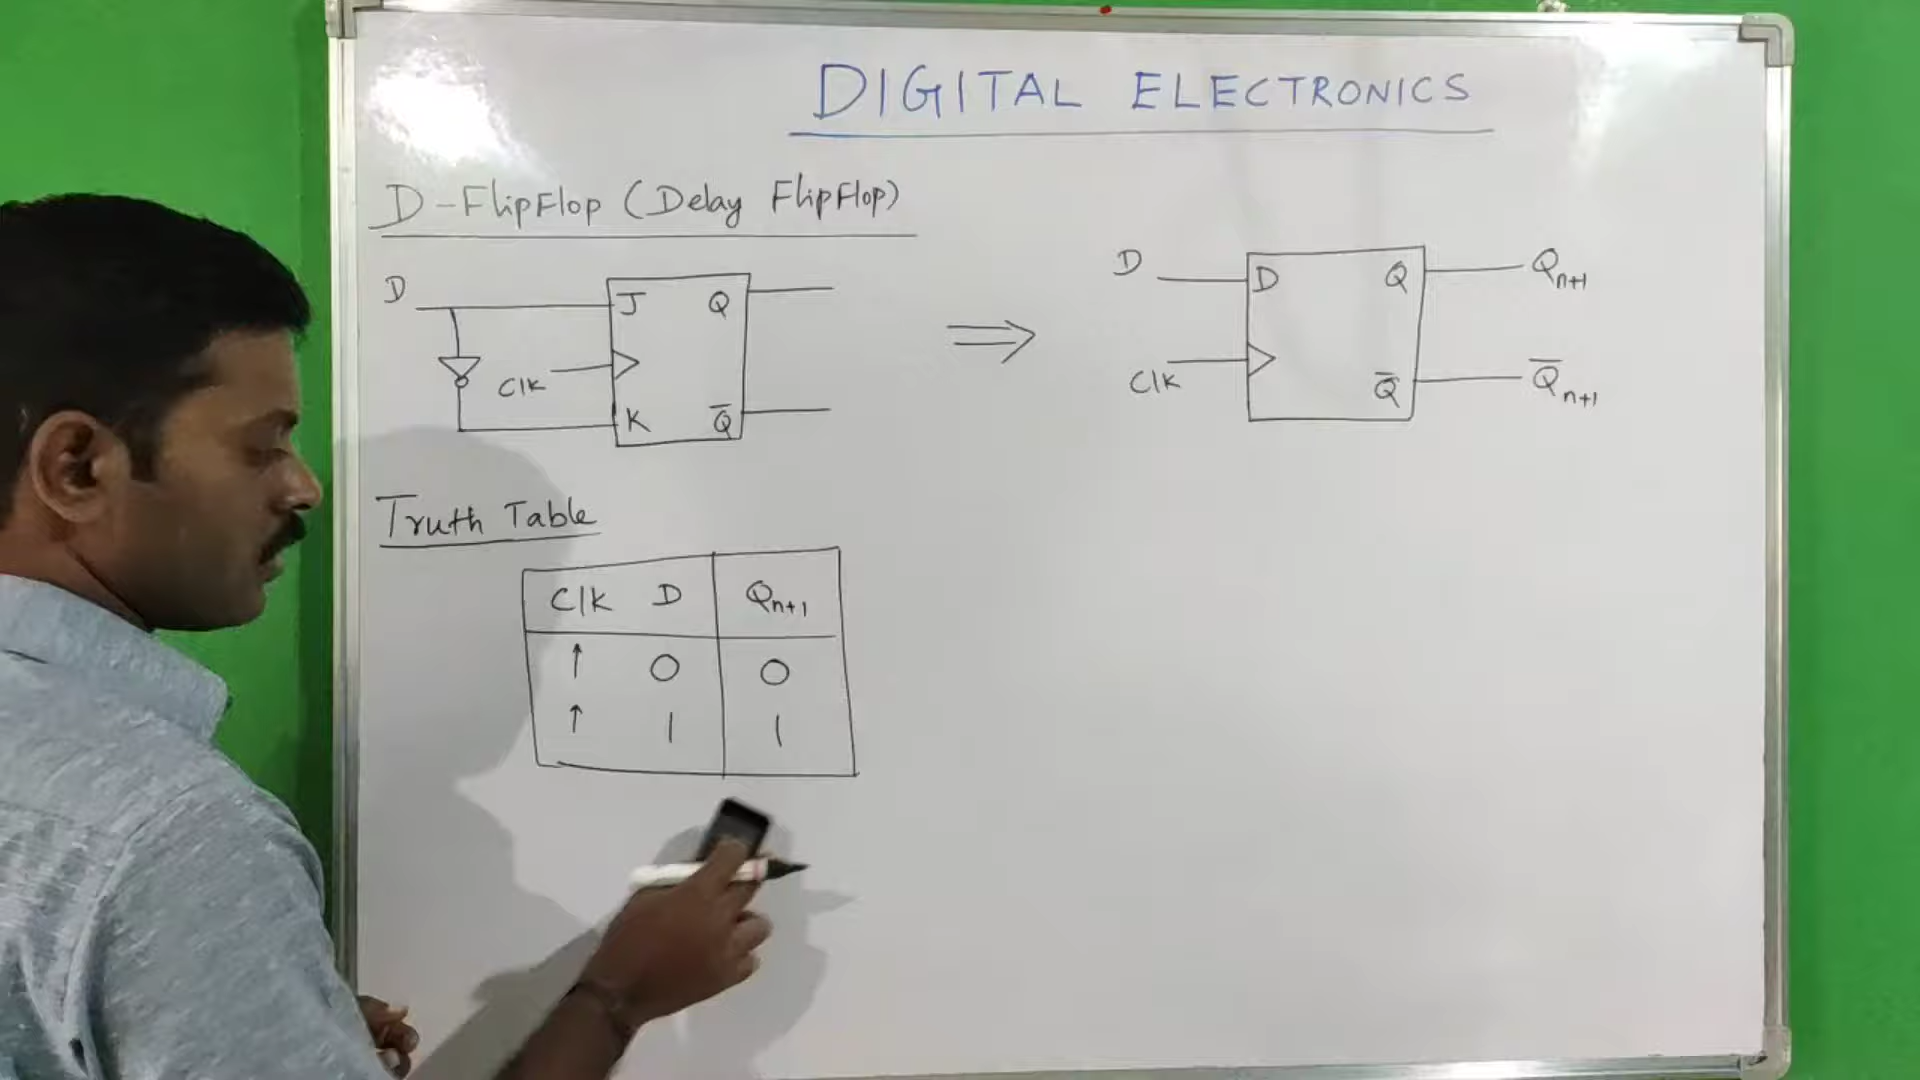 DIGITAL ELECTRONICS
D-FlipFlop (Delay FlipFlop)
D
J Q
Clk
K Q̅
⇒
D
D Q
Qn+1
Clk
Q̅
Q̅n+1
Truth Table
Clk D Qn+1
↑ 0 0
↑ 1 1